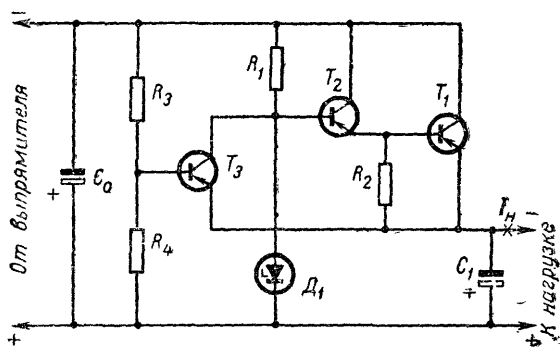 От выпрямителя
+
C₀
+
R₃
R₄
T₃
R₁
Д₁
T₂
R₂
T₁
Iн
C₁
+
К нагрузке
+